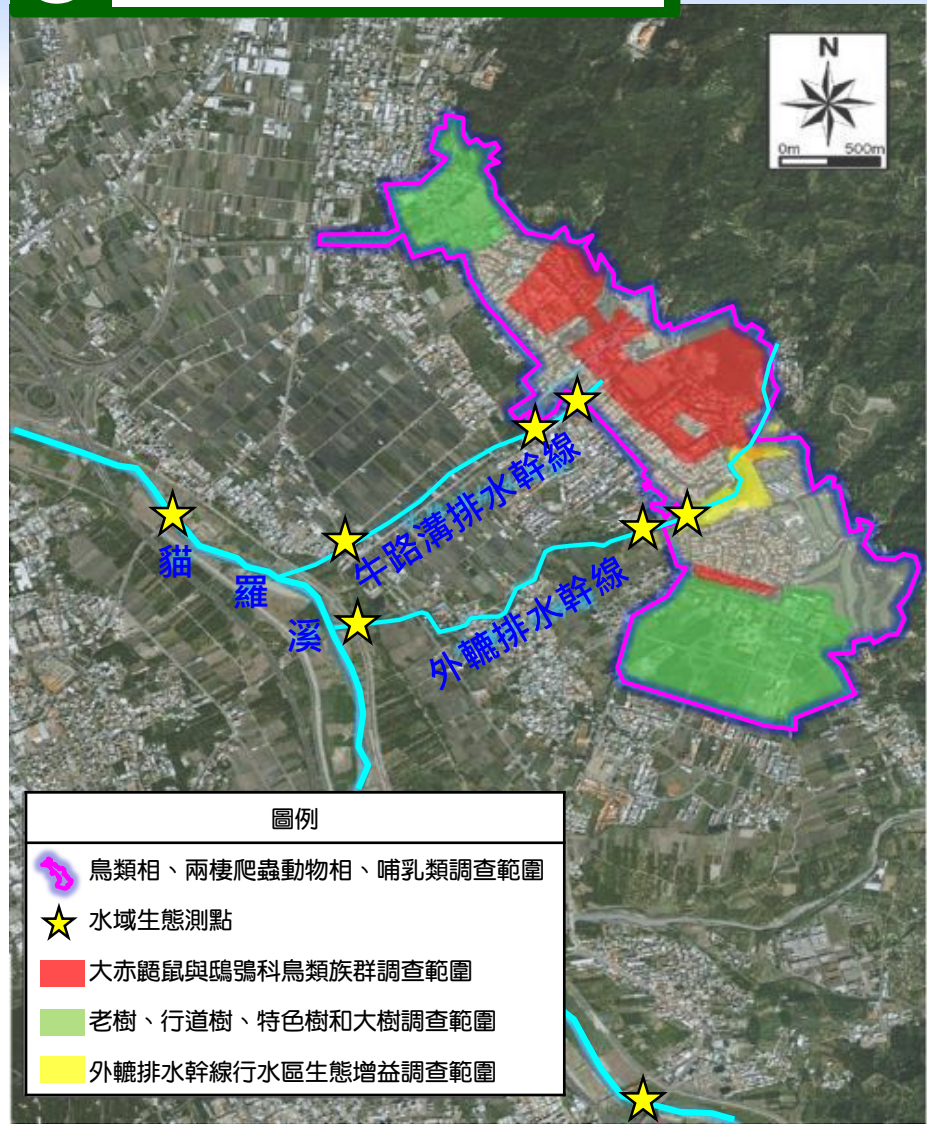 N
0m 500m
牛路溝排水幹線
貓
羅
溪
外轆排水幹線
圖例
鳥類相、兩棲爬蟲動物相、哺乳類調查範圍
水域生態測點
大赤鼯鼠與鴟鴞科鳥類族群調查範圍
老樹、行道樹、特色樹和大樹調查範圍
外轆排水幹線行水區生態增益調查範圍